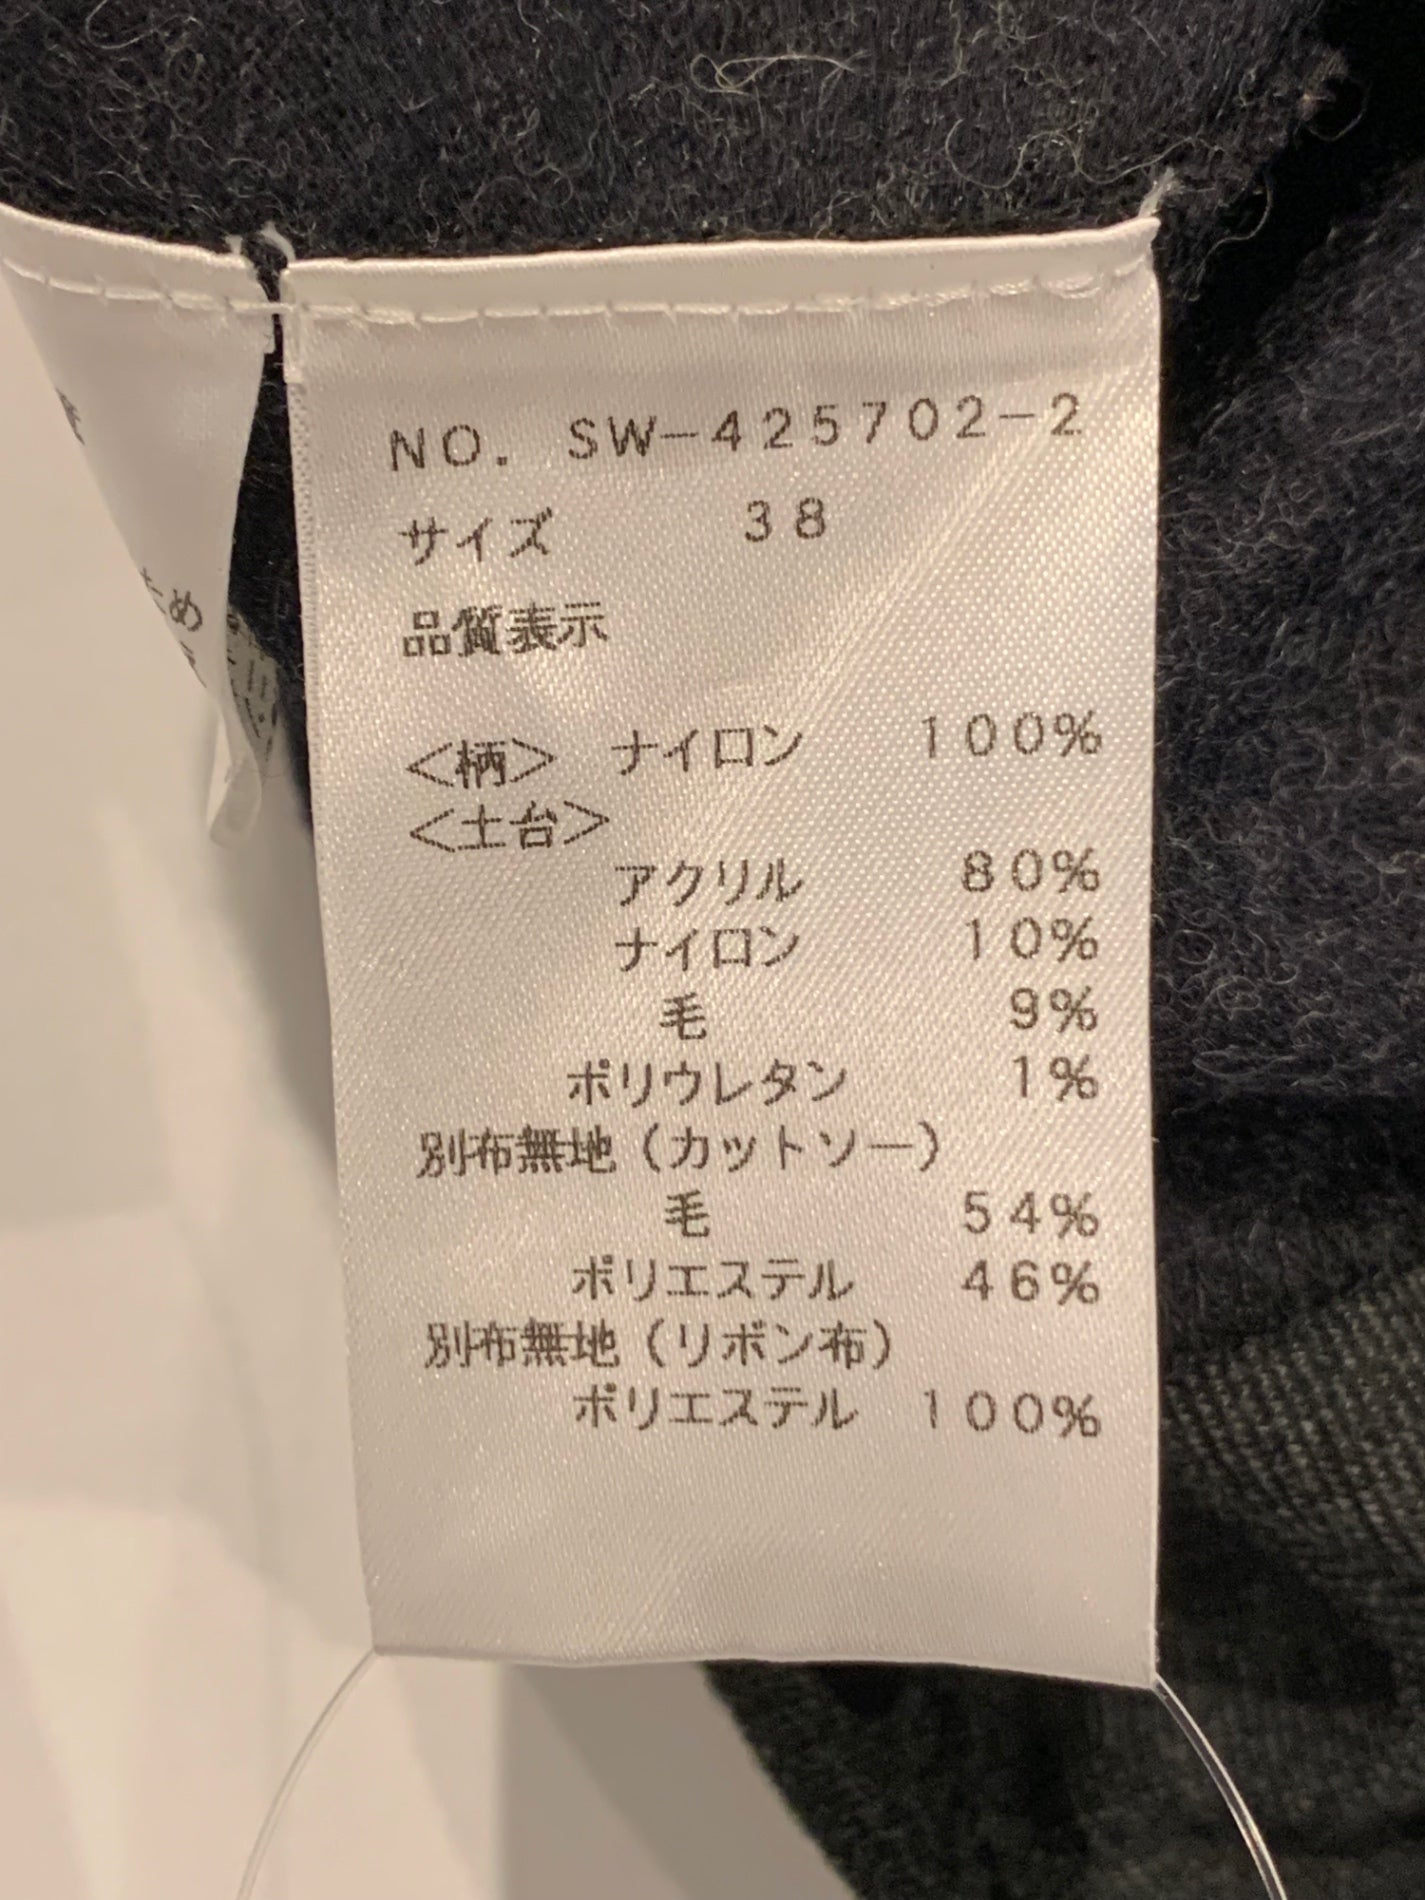 NO. SW-425702-2
サイズ 38
品質表示
<柄> ナイロン 100%
<土台>
アクリル 80%
ナイロン 10%
毛 9%
ポリウレタン 1%
別布無地(カットソー)
毛 54%
ポリエステル 46%
別布無地(リボン布)
ポリエステル 100%
ため